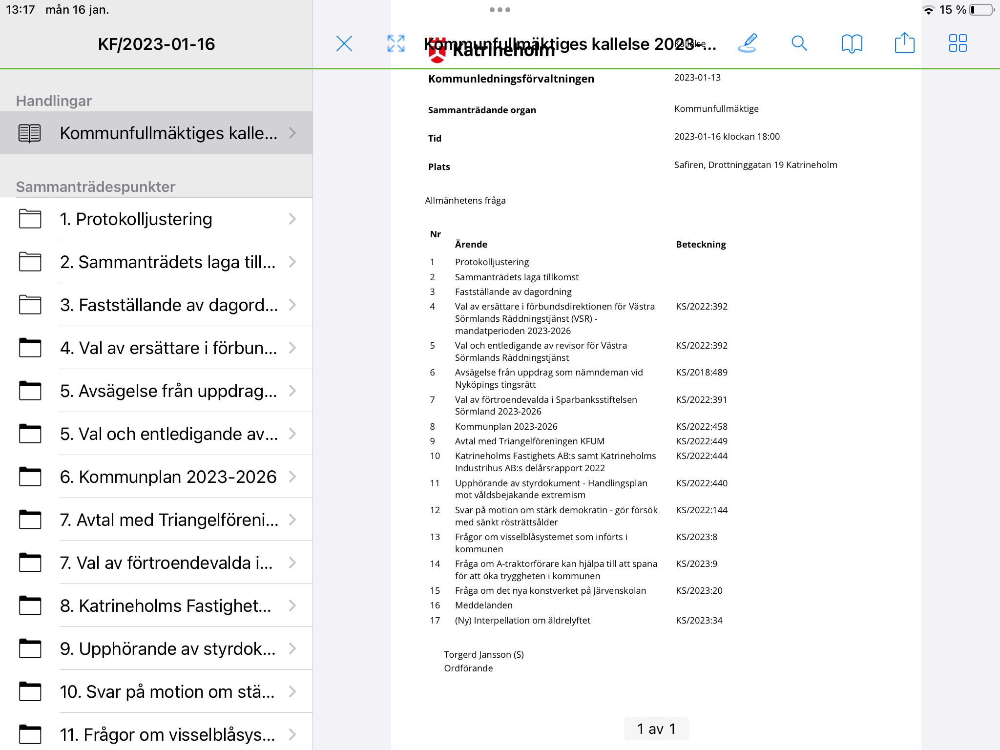 13:17 mån 16 jan.
15 %
KF/2023-01-16
Handlingar
Kommunfullmäktiges kalle...
Sammanträdespunkter
1. Protokolljustering
2. Sammanträdets laga till...
3. Fastställande av dagord...
4. Val av ersättare i förbun...
5. Avsägelse från uppdrag...
5. Val och entledigande av...
6. Kommunplan 2023-2026
7. Avtal med Triangelföreni...
7. Val av förtroendevalda i...
8. Katrineholms Fastighet...
9. Upphörande av styrdok...
10. Svar på motion om stä...
11. Frågor om visselblåsys...
Kommunfullmäktiges kallelse 2023-...
Katrineholm
Kallelse
Kommunledningsförvaltningen 2023-01-13
Sammanträdande organ Kommunfullmäktige
Tid 2023-01-16 klockan 18:00
Plats Safiren, Drottninggatan 19 Katrineholm
Allmänhetens fråga
Nr
Ärende Beteckning
1 Protokolljustering
2 Sammanträdets laga tillkomst
3 Fastställande av dagordning
4 Val av ersättare i förbundsdirektionen för Västra KS/2022:392
Sörmlands Räddningstjänst (VSR) -
mandatperioden 2023-2026
5 Val och entledigande av revisor för Västra KS/2022:392
Sörmlands Räddningstjänst
6 Avsägelse från uppdrag som nämndeman vid KS/2018:489
Nyköpings tingsrätt
7 Val av förtroendevalda i Sparbanksstiftelsen KS/2022:391
Sörmland 2023-2026
8 Kommunplan 2023-2026 KS/2022:458
9 Avtal med Triangelföreningen KFUM KS/2022:449
10 Katrineholms Fastighets AB:s samt Katrineholms KS/2022:444
Industrihus AB:s delårsrapport 2022
11 Upphörande av styrdokument - Handlingsplan KS/2022:440
mot våldsbejakande extremism
12 Svar på motion om stärk demokratin - gör försök KS/2022:144
med sänkt rösträttsålder
13 Frågor om visselblåsystemet som införts i KS/2023:8
kommunen
14 Fråga om A-traktorförare kan hjälpa till att spana KS/2023:9
för att öka tryggheten i kommunen
15 Fråga om det nya konstverket på Järvenskolan KS/2023:20
16 Meddelanden
17 (Ny) Interpellation om äldrelyftet KS/2023:34
Torgerd Jansson (S)
Ordförande
1 av 1